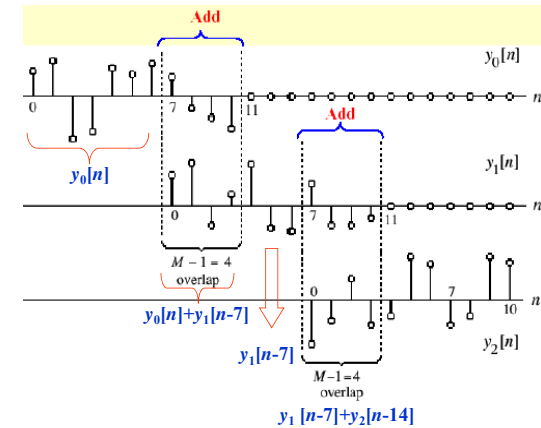 Add
y₀[n]
0
7
11
n
y₀[n]
Add
y₁[n]
0
7
11
n
M − 1 = 4
overlap
y₀[n]+y₁[n-7]
0
7
10
n
y₁[n-7]
y₂[n]
M − 1 = 4
overlap
y₁ [n-7]+y₂[n-14]